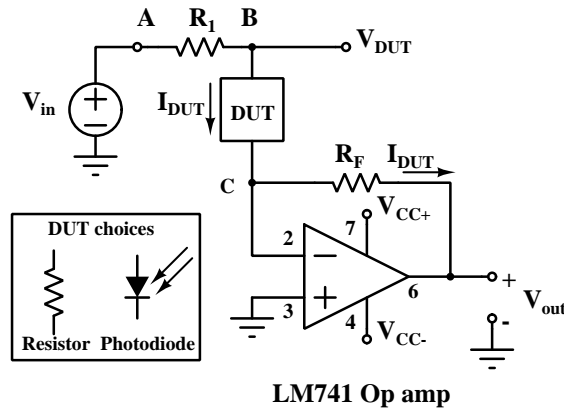 A R1 B
VDUT
Vin
IDUT
DUT
C
RF
IDUT
VCC+
7
2
6
3
4
VCC-
+
Vout
-
DUT choices
Resistor Photodiode
LM741 Op amp